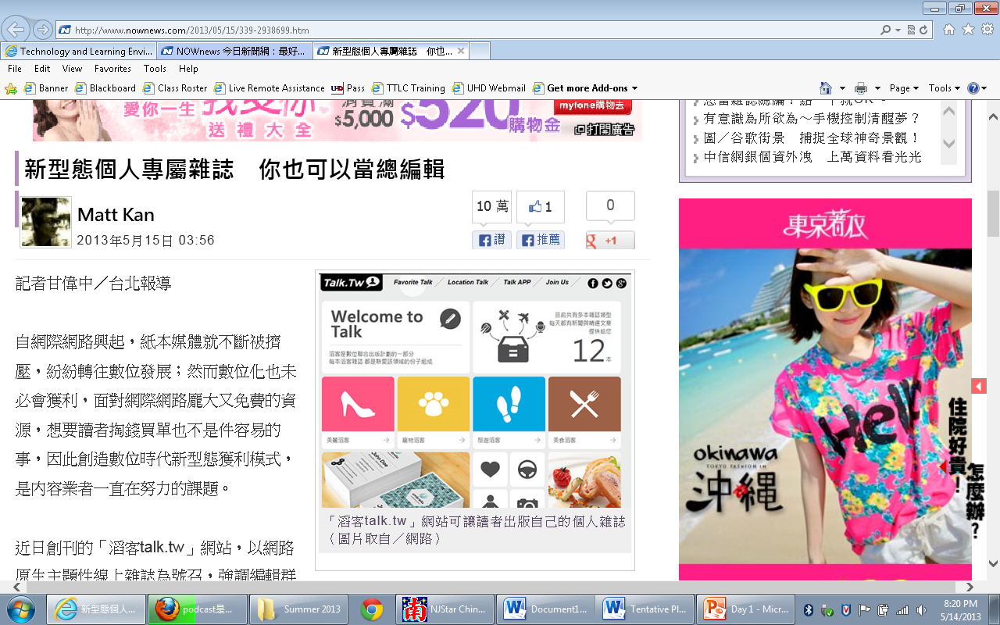 http://www.nownews.com/2013/05/15/339-2938699.htm
Technology and Learning Envi...
NOWnews 今日新聞網：最好...
新型態個人專屬雜誌　你也...
File Edit View Favorites Tools Help
Banner Blackboard Class Roster Live Remote Assistance UHD Pass TTLC Training UHD Webmail Get more Add-ons
Page Tools
愛你一生
送禮大全
$5,000
$520
購物金
myfone購物去
打開廣告
有意識為所欲為～手機控制清醒夢？
圖／谷歌街景　捕捉全球神奇景觀！
中信網銀個資外洩　上萬資料看光光
新型態個人專屬雜誌　你也可以當總編輯
Matt Kan
2013年5月15日 03:56
10 萬
讚
1
推薦
0
+1
記者甘偉中／台北報導
自網際網路興起，紙本媒體就不斷被擠
壓，紛紛轉往數位發展；然而數位化也未
必會獲利，面對網際網路龐大又免費的資
源，想要讀者掏錢買單也不是件容易的
事，因此創造數位時代新型態獲利模式，
是內容業者一直在努力的課題。
近日創刊的「滔客talk.tw」網站，以網路
原生主題性線上雜誌為號召，強調編輯群
Talk.Tw
Favorite Talk Location Talk Talk APP Join Us
Welcome to
Talk
滔客是數位聯合出版計劃的一部分
每本滔客雜誌 都是熱愛該領域的份子組成
目前共有多本雜誌類型
每天都有新聞與精選文章
提供給您
12本
美麗滔客
寵物滔客
旅遊滔客
美食滔客
「滔客talk.tw」網站可讓讀者出版自己的個人雜誌
（圖片取自／網路）
東京著衣
Hello
okinawa
TOKYO FASHION IN
沖縄
住院好貴！
怎麼辦?
新型態個人...
podcast是...
Summer 2013
南
NJStar Chin...
Document1...
Tentative Pl...
Day 1 - Micr...
8:20 PM
5/14/2013